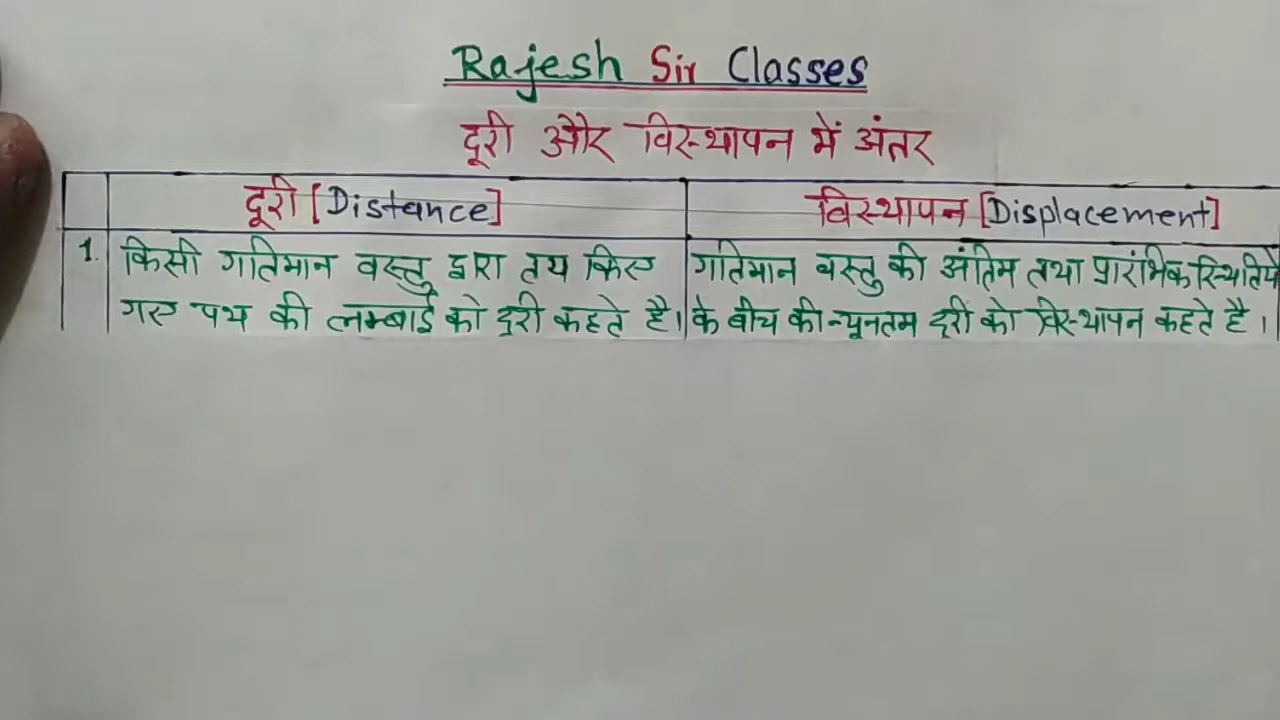 Rajesh Sir Classes
दूरी और विस्थापन में अंतर
दूरी [Distance]
विस्थापन [Displacement]
1. किसी गतिमान वस्तु द्वारा तय किए
गए पथ की लम्बाई को दूरी कहते है।
गतिमान वस्तु की अंतिम तथा प्रारंभिक स्थितियों
के बीच की न्यूनतम दूरी को विस्थापन कहते है।